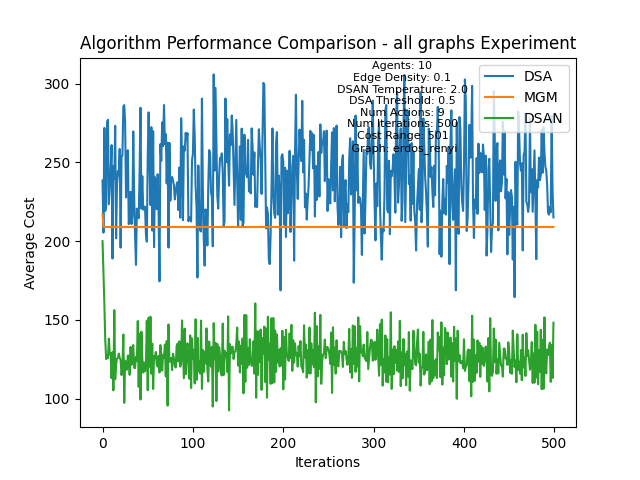 Algorithm Performance Comparison - all graphs Experiment
Agents: 10
Edge Density: 0.1
DSAN Temperature: 2.0
DSA Threshold: 0.5
Num Actions: 9
Num Iterations: 500
Cost Range: 501
Graph: erdos_renyi
DSA
MGM
DSAN
Average Cost
300
250
200
150
100
0
100
200
300
400
500
Iterations